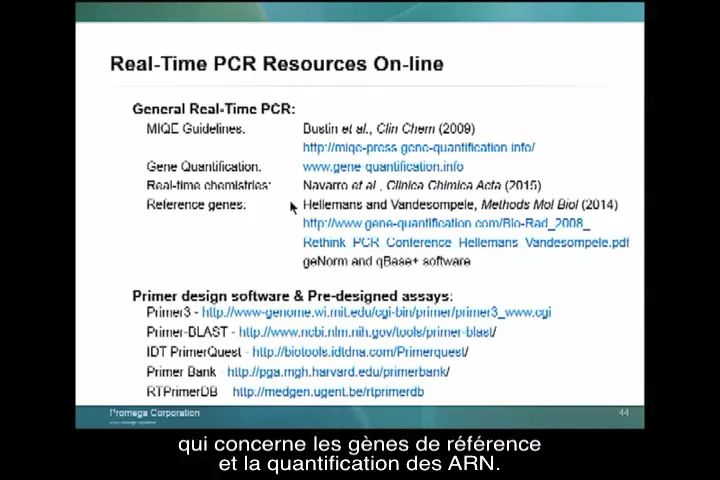 Real-Time PCR Resources On-line
General Real-Time PCR:
MIQE Guidelines: Bustin et al., Clin Chem (2009)
http://miqe-press.gene-quantification.info/
Gene Quantification: www.gene-quantification.info
Real-time chemistries: Navarro et al., Clinica Chimica Acta (2015)
Reference genes: Hellemans and Vandesompele, Methods Mol Biol (2014)
http://www.gene-quantification.com/Bio-Rad_2008_
Rethink_PCR_Conference_Hellemans_Vandesompele.pdf
geNorm and qBase+ software
Primer design software & Pre-designed assays:
Primer3 - http://www-genome.wi.mit.edu/cgi-bin/primer/primer3_www.cgi
Primer-BLAST - http://www.ncbi.nlm.nih.gov/tools/primer-blast/
IDT PrimerQuest - http://biotools.idtdna.com/Primerquest/
Primer Bank - http://pga.mgh.harvard.edu/primerbank/
RTPrimerDB - http://medgen.ugent.be/rtprimerdb
Promega Corporation 44
qui concerne les gènes de référence
et la quantification des ARN.